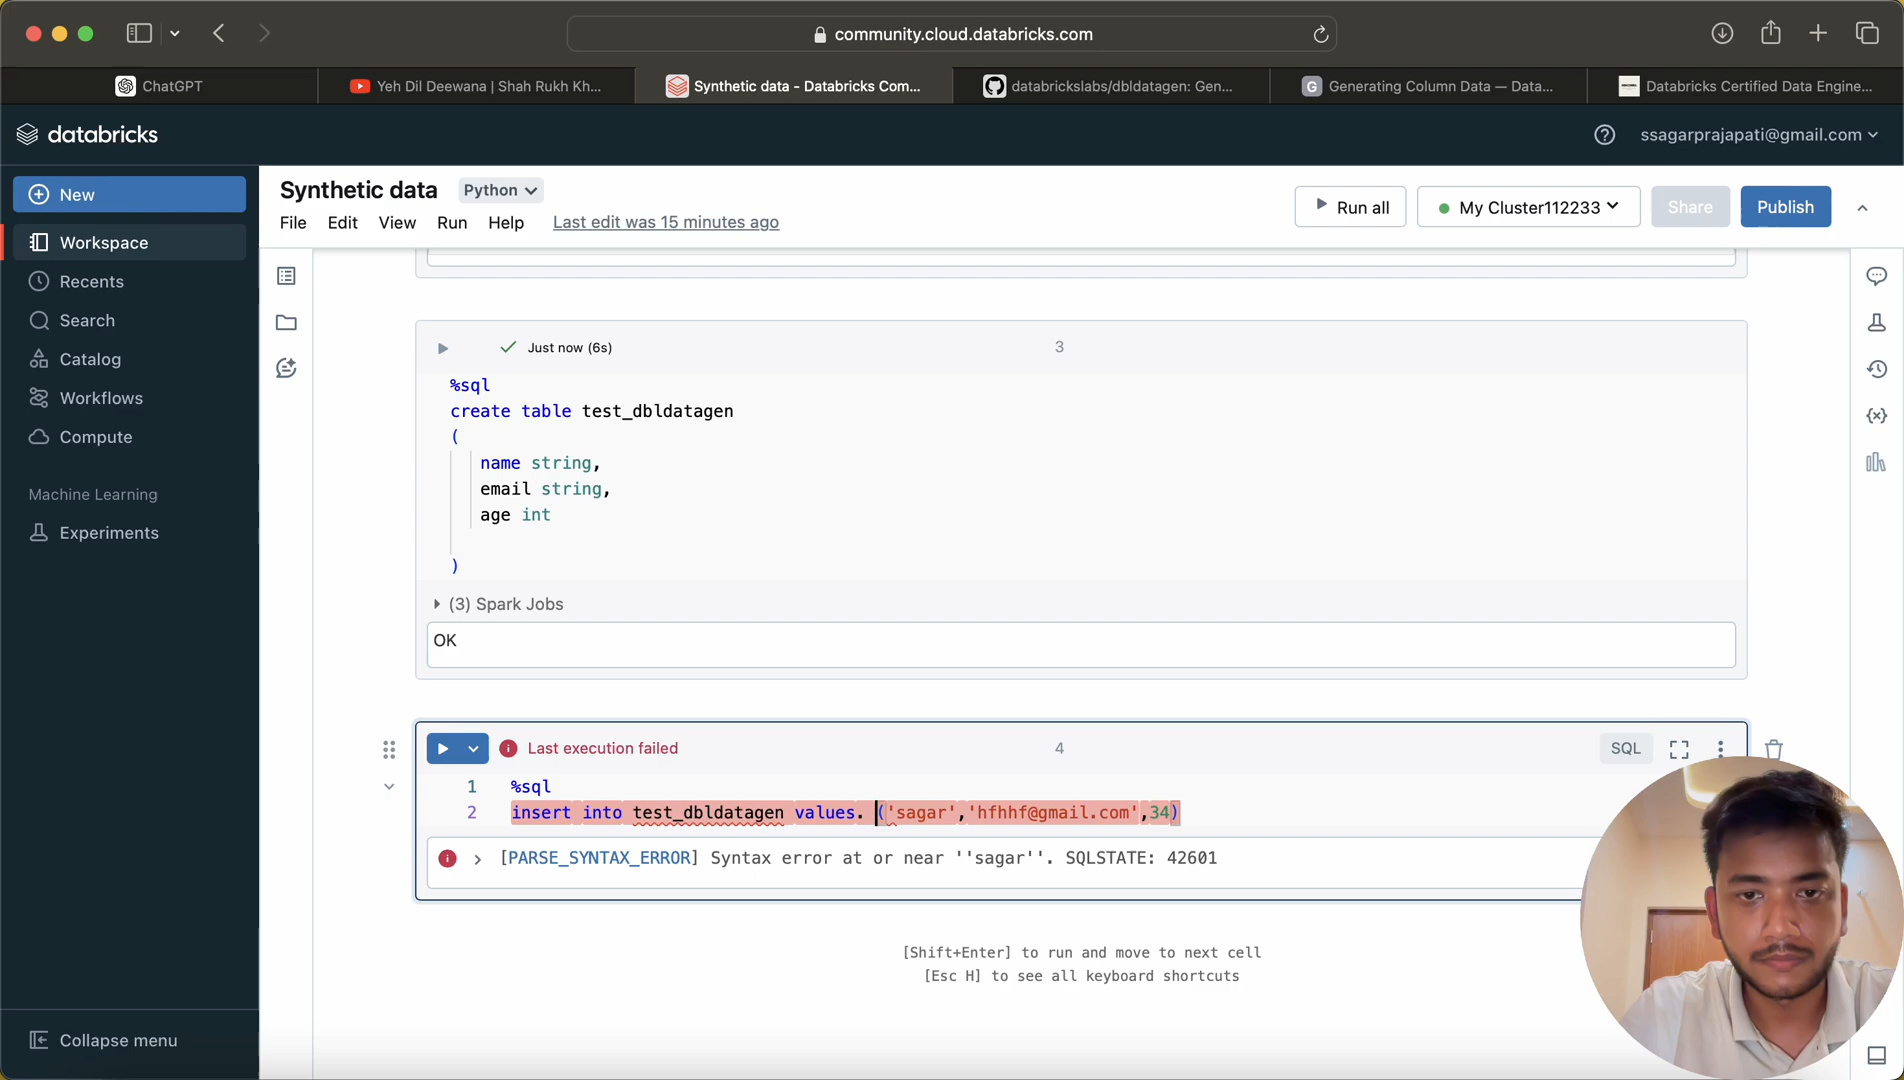 community.cloud.databricks.com
ChatGPT
Yeh Dil Deewana | Shah Rukh Kh...
Synthetic data - Databricks Com...
databrickslabs/dbldatagen: Gen...
G
Generating Column Data — Data...
Databricks Certified Data Engine...
databricks
ssagarprajapati@gmail.com
New
Workspace
Recents
Search
Catalog
Workflows
Compute
Machine Learning
Experiments
Collapse menu
Synthetic data
Python
File
Edit
View
Run
Help
Last edit was 15 minutes ago
Run all
My Cluster112233
Share
Publish
Just now (6s)
3
%sql
create table test_dbldatagen
(
name string,
email string,
age int
)
(3) Spark Jobs
OK
Last execution failed
4
SQL
1 %sql
2 insert into test_dbldatagen values. ('sagar','hfhhf@gmail.com',34)
[PARSE_SYNTAX_ERROR] Syntax error at or near ''sagar''. SQLSTATE: 42601
[Shift+Enter] to run and move to next cell
[Esc H] to see all keyboard shortcuts